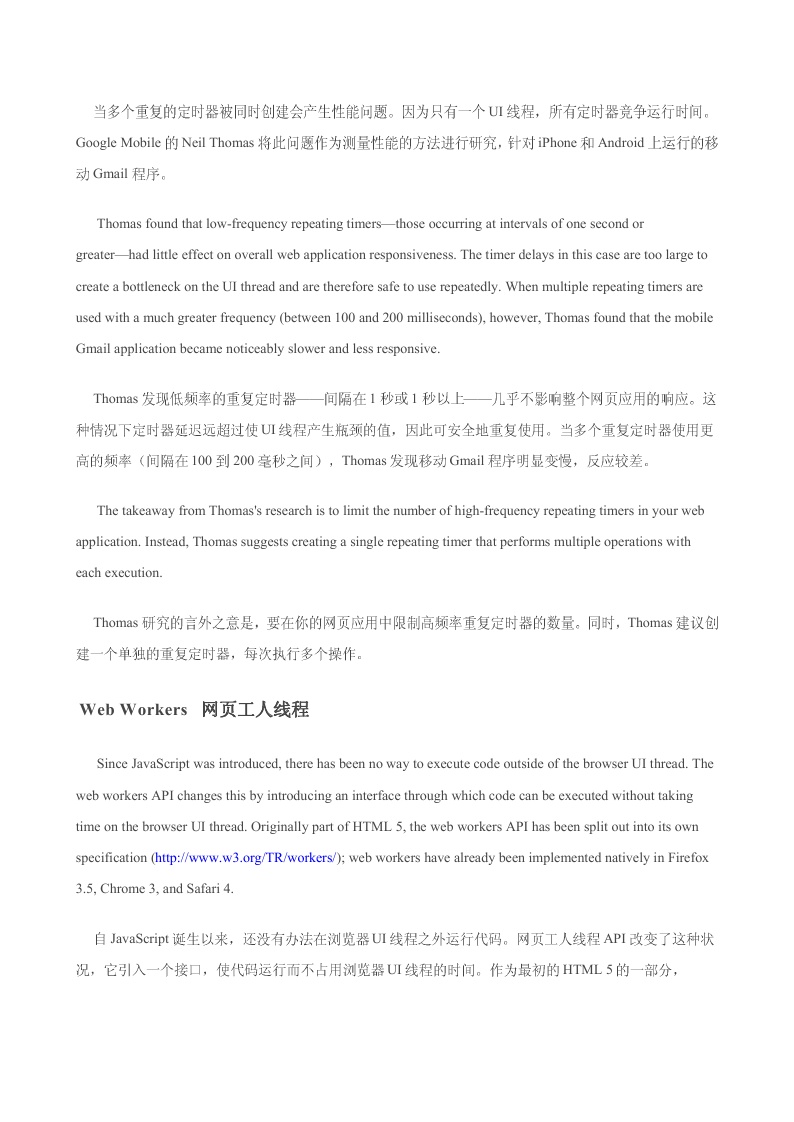 当多个重复的定时器被同时创建会产生性能问题。因为只有一个 UI 线程，所有定时器竞争运行时间。
Google Mobile 的 Neil Thomas 将此问题作为测量性能的方法进行研究，针对 iPhone 和 Android 上运行的移
动 Gmail 程序。
Thomas found that low-frequency repeating timers—those occurring at intervals of one second or
greater—had little effect on overall web application responsiveness. The timer delays in this case are too large to
create a bottleneck on the UI thread and are therefore safe to use repeatedly. When multiple repeating timers are
used with a much greater frequency (between 100 and 200 milliseconds), however, Thomas found that the mobile
Gmail application became noticeably slower and less responsive.
Thomas 发现低频率的重复定时器——间隔在 1 秒或 1 秒以上——几乎不影响整个网页应用的响应。这
种情况下定时器延迟远超过使 UI 线程产生瓶颈的值，因此可安全地重复使用。当多个重复定时器使用更
高的频率（间隔在 100 到 200 毫秒之间），Thomas 发现移动 Gmail 程序明显变慢，反应较差。
The takeaway from Thomas's research is to limit the number of high-frequency repeating timers in your web
application. Instead, Thomas suggests creating a single repeating timer that performs multiple operations with
each execution.
Thomas 研究的言外之意是，要在你的网页应用中限制高频率重复定时器的数量。同时，Thomas 建议创
建一个单独的重复定时器，每次执行多个操作。
Web Workers 网页工人线程
Since JavaScript was introduced, there has been no way to execute code outside of the browser UI thread. The
web workers API changes this by introducing an interface through which code can be executed without taking
time on the browser UI thread. Originally part of HTML 5, the web workers API has been split out into its own
specification (http://www.w3.org/TR/workers/); web workers have already been implemented natively in Firefox
3.5, Chrome 3, and Safari 4.
自 JavaScript 诞生以来，还没有办法在浏览器 UI 线程之外运行代码。网页工人线程 API 改变了这种状
况，它引入一个接口，使代码运行而不占用浏览器 UI 线程的时间。作为最初的 HTML 5 的一部分，